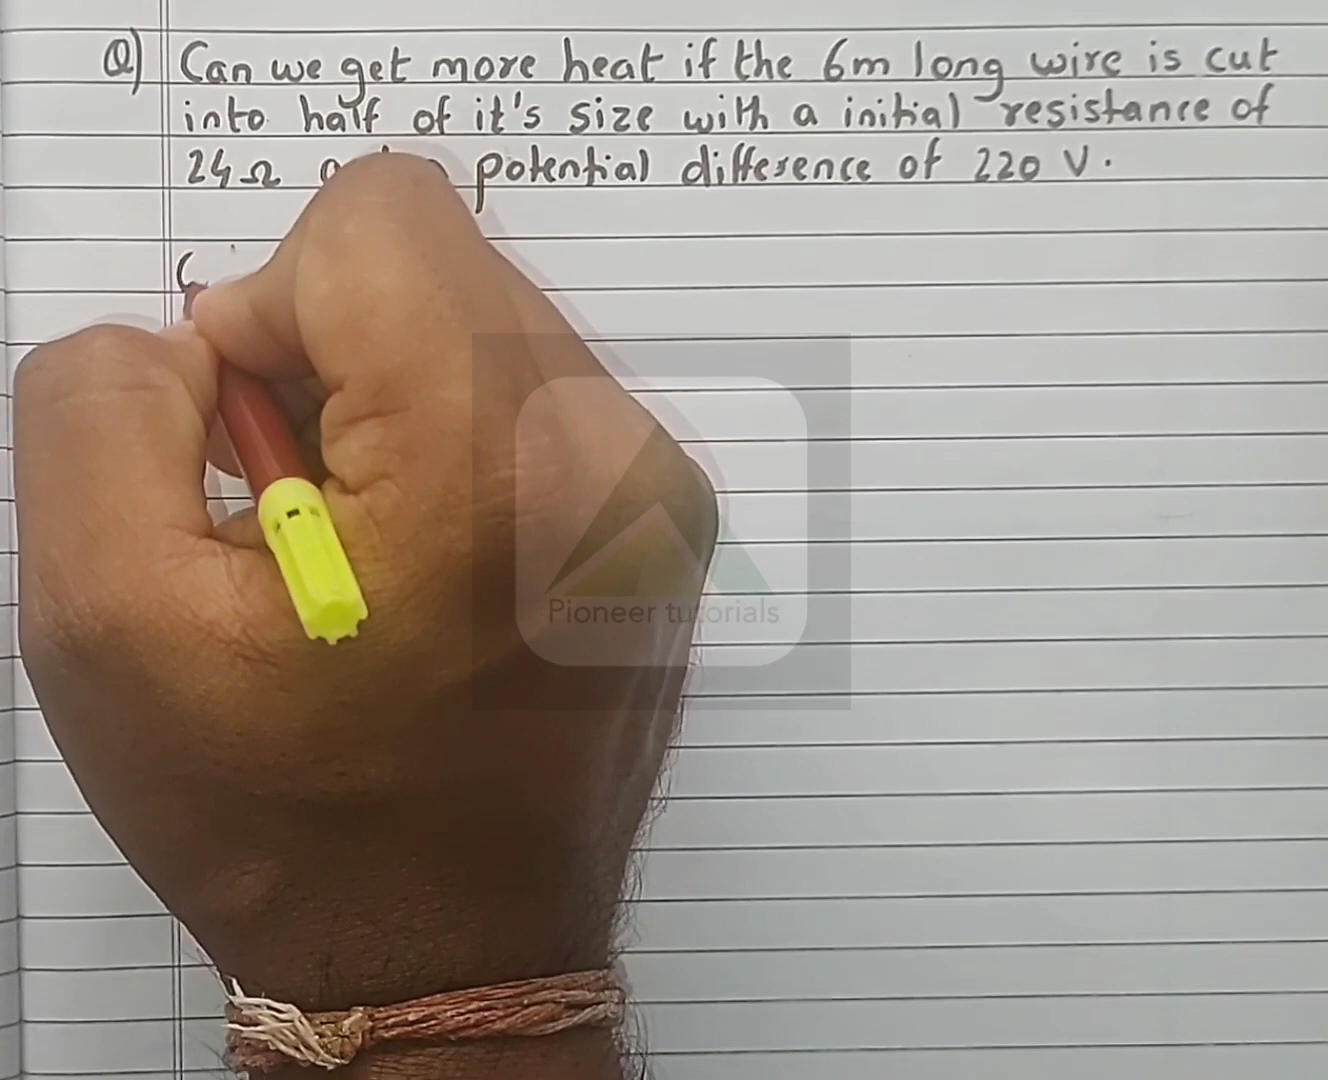 Q) Can we get more heat if the 6m long wire is cut
into half of it's size with a initial resistance of
24Ω potential difference of 220 V.
Pioneer tutorials